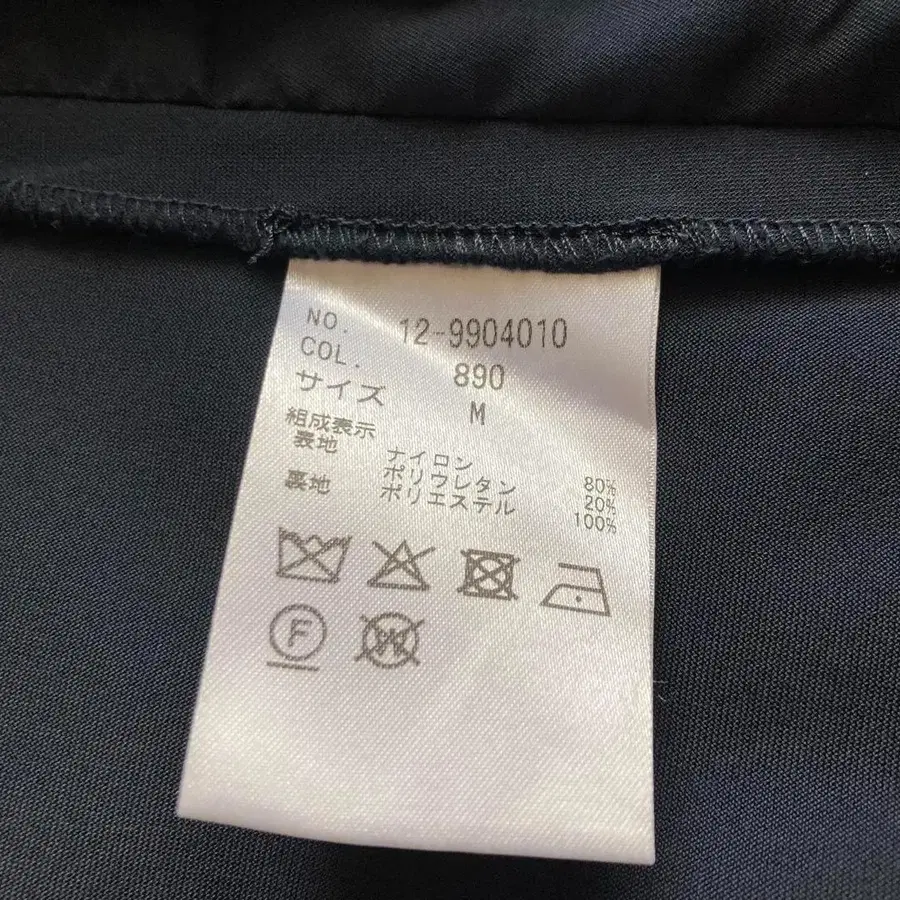 NO. 12-9904010
COL. 890
サイズ M
組成表示
表地 ナイロン 80%
ポリウレタン 20%
裏地 ポリエステル 100%
F
W